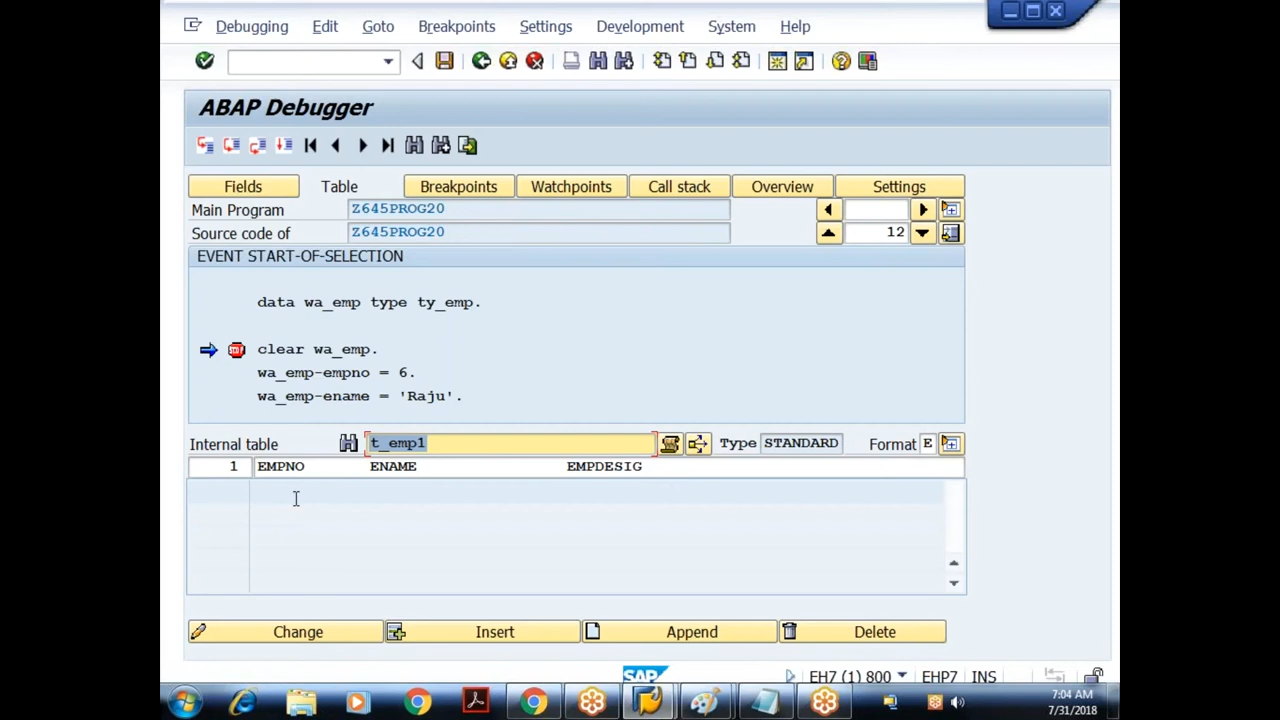 Debugging Edit Goto Breakpoints Settings Development System Help
ABAP Debugger
Fields Table Breakpoints Watchpoints Call stack Overview Settings
Main Program Z645PROG20
Source code of Z645PROG20 12
EVENT START-OF-SELECTION
data wa_emp type ty_emp.
STOP clear wa_emp.
wa_emp-empno = 6.
wa_emp-ename = 'Raju'.
Internal table t_emp1 Type STANDARD Format E
1 EMPNO ENAME EMPDESIG
Change Insert Append Delete
SAP EH7 (1) 800 EHP7 INS
7:04 AM
7/31/2018